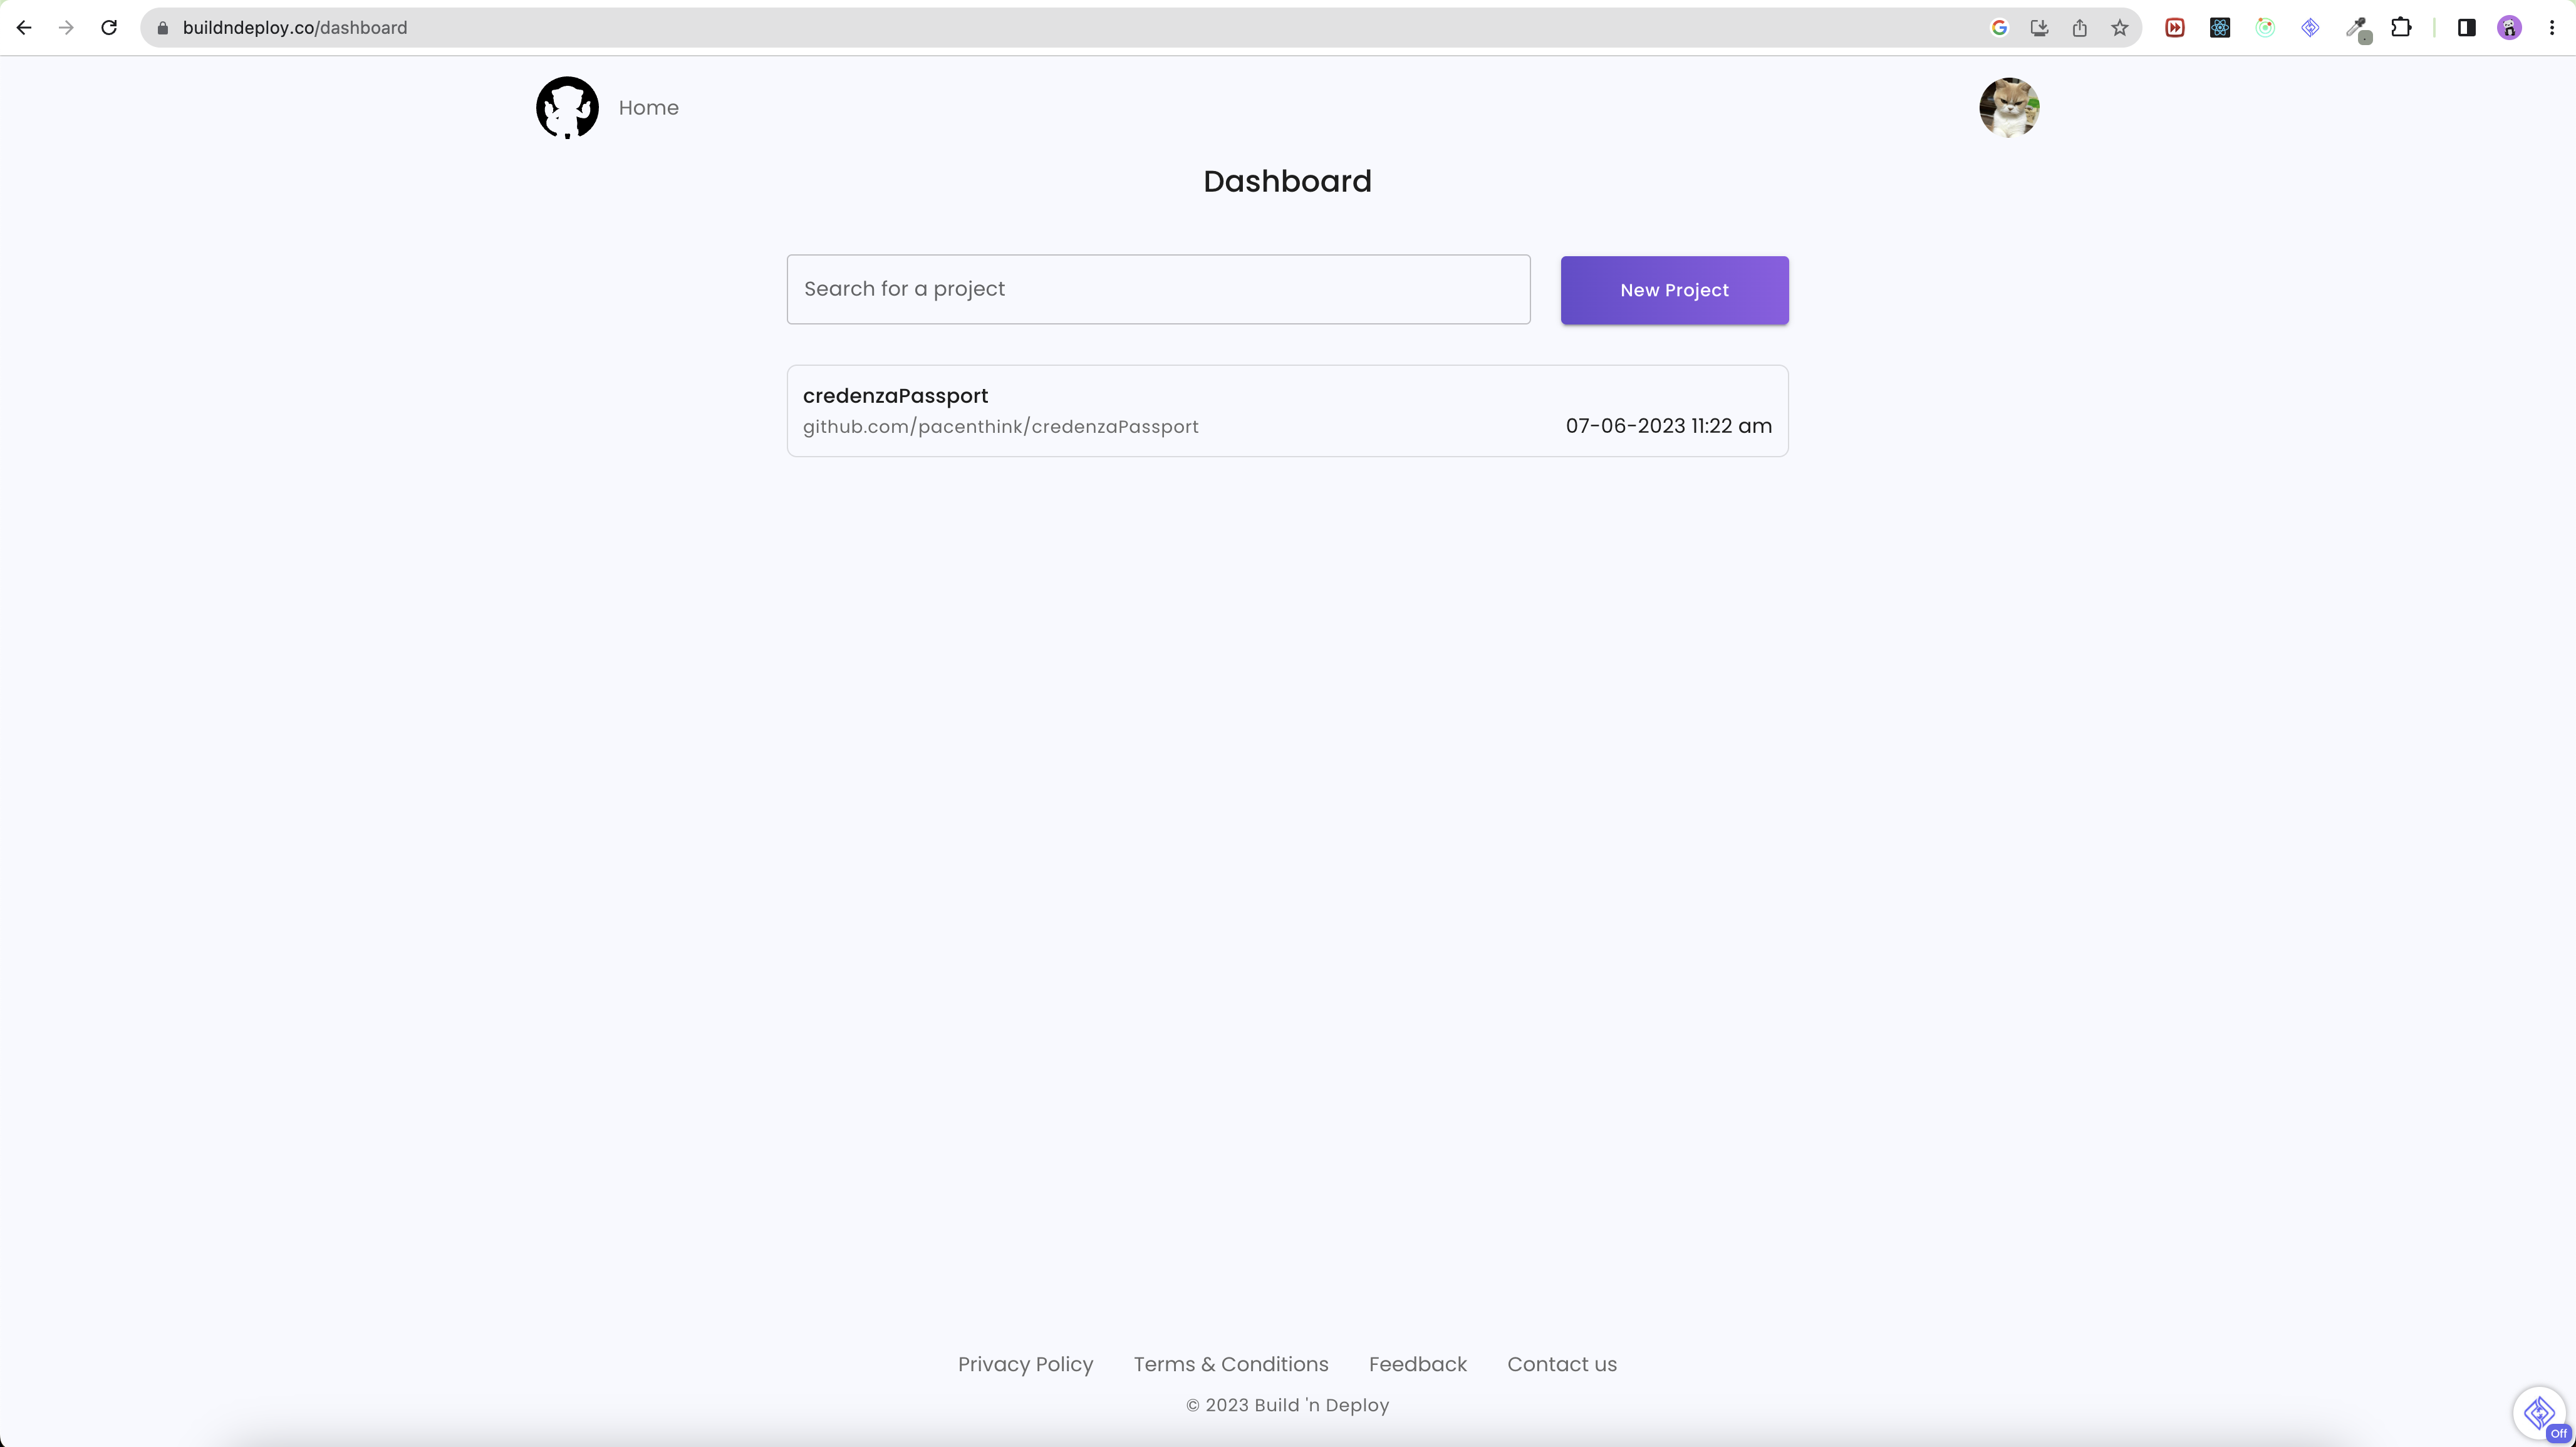 buildndeploy.co/dashboard
Home
Dashboard
Search for a project
New Project
credenzaPassport
github.com/pacenthink/credenzaPassport
07-06-2023 11:22 am
Privacy Policy Terms & Conditions Feedback Contact us
© 2023 Build 'n Deploy
Off